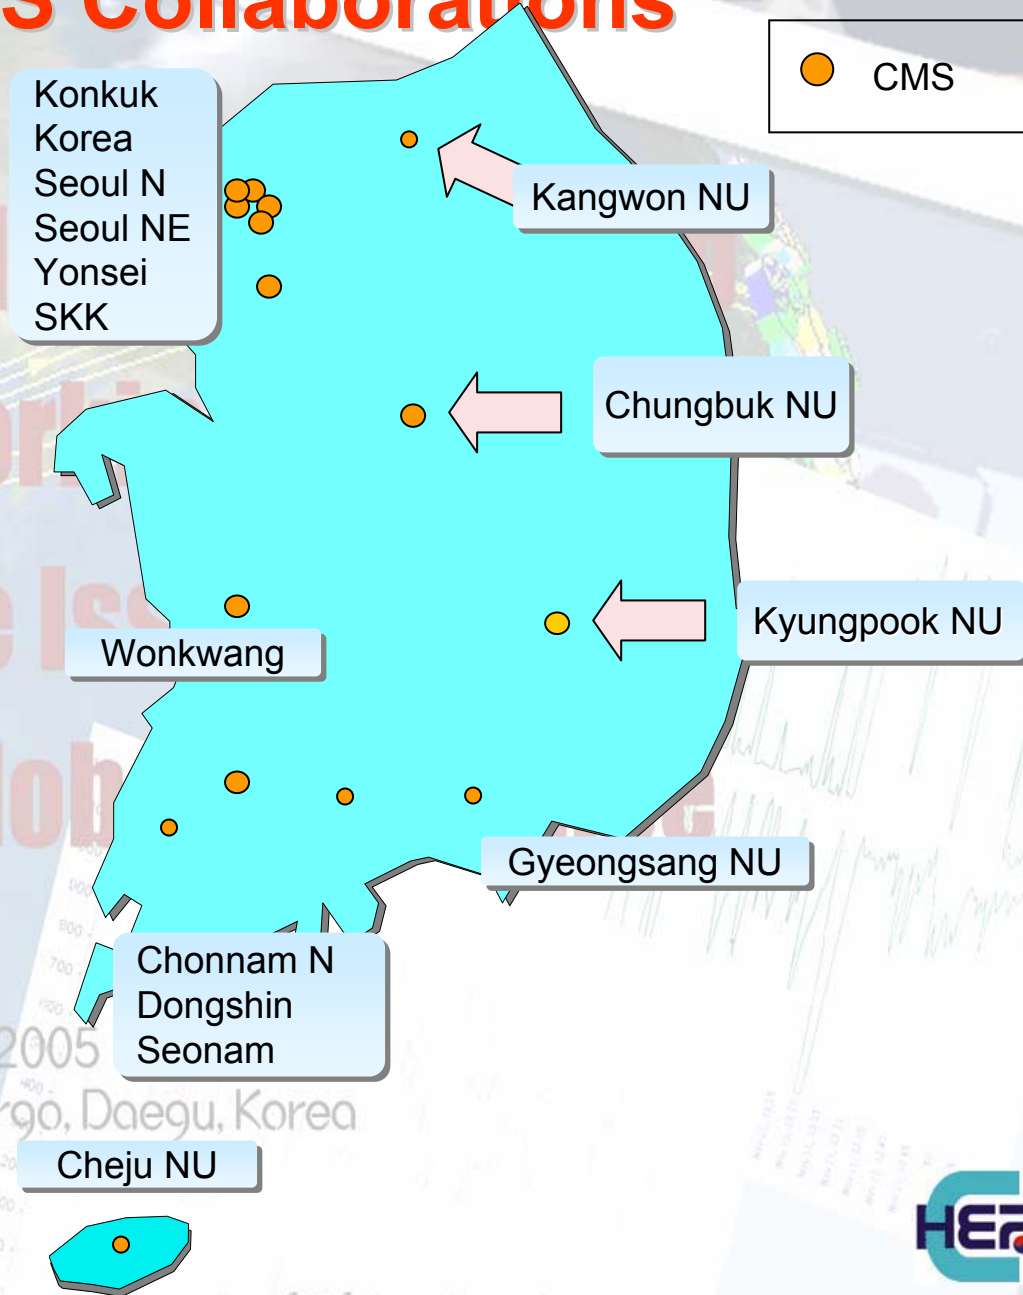 S Collaborations
CMS
Konkuk
Korea
Seoul N
Seoul NE
Yonsei
SKK
Kangwon NU
Chungbuk NU
Kyungpook NU
Wonkwang
Gyeongsang NU
Chonnam N
Dongshin
Seonam
2005
Daegu, Korea
Cheju NU